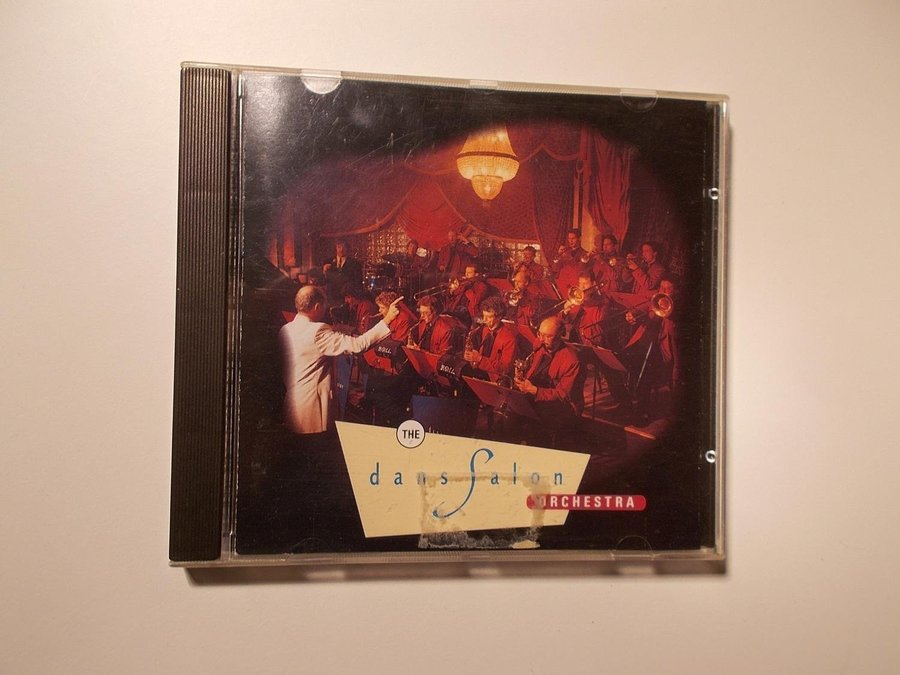 THE
dansSalon
ORCHESTRA